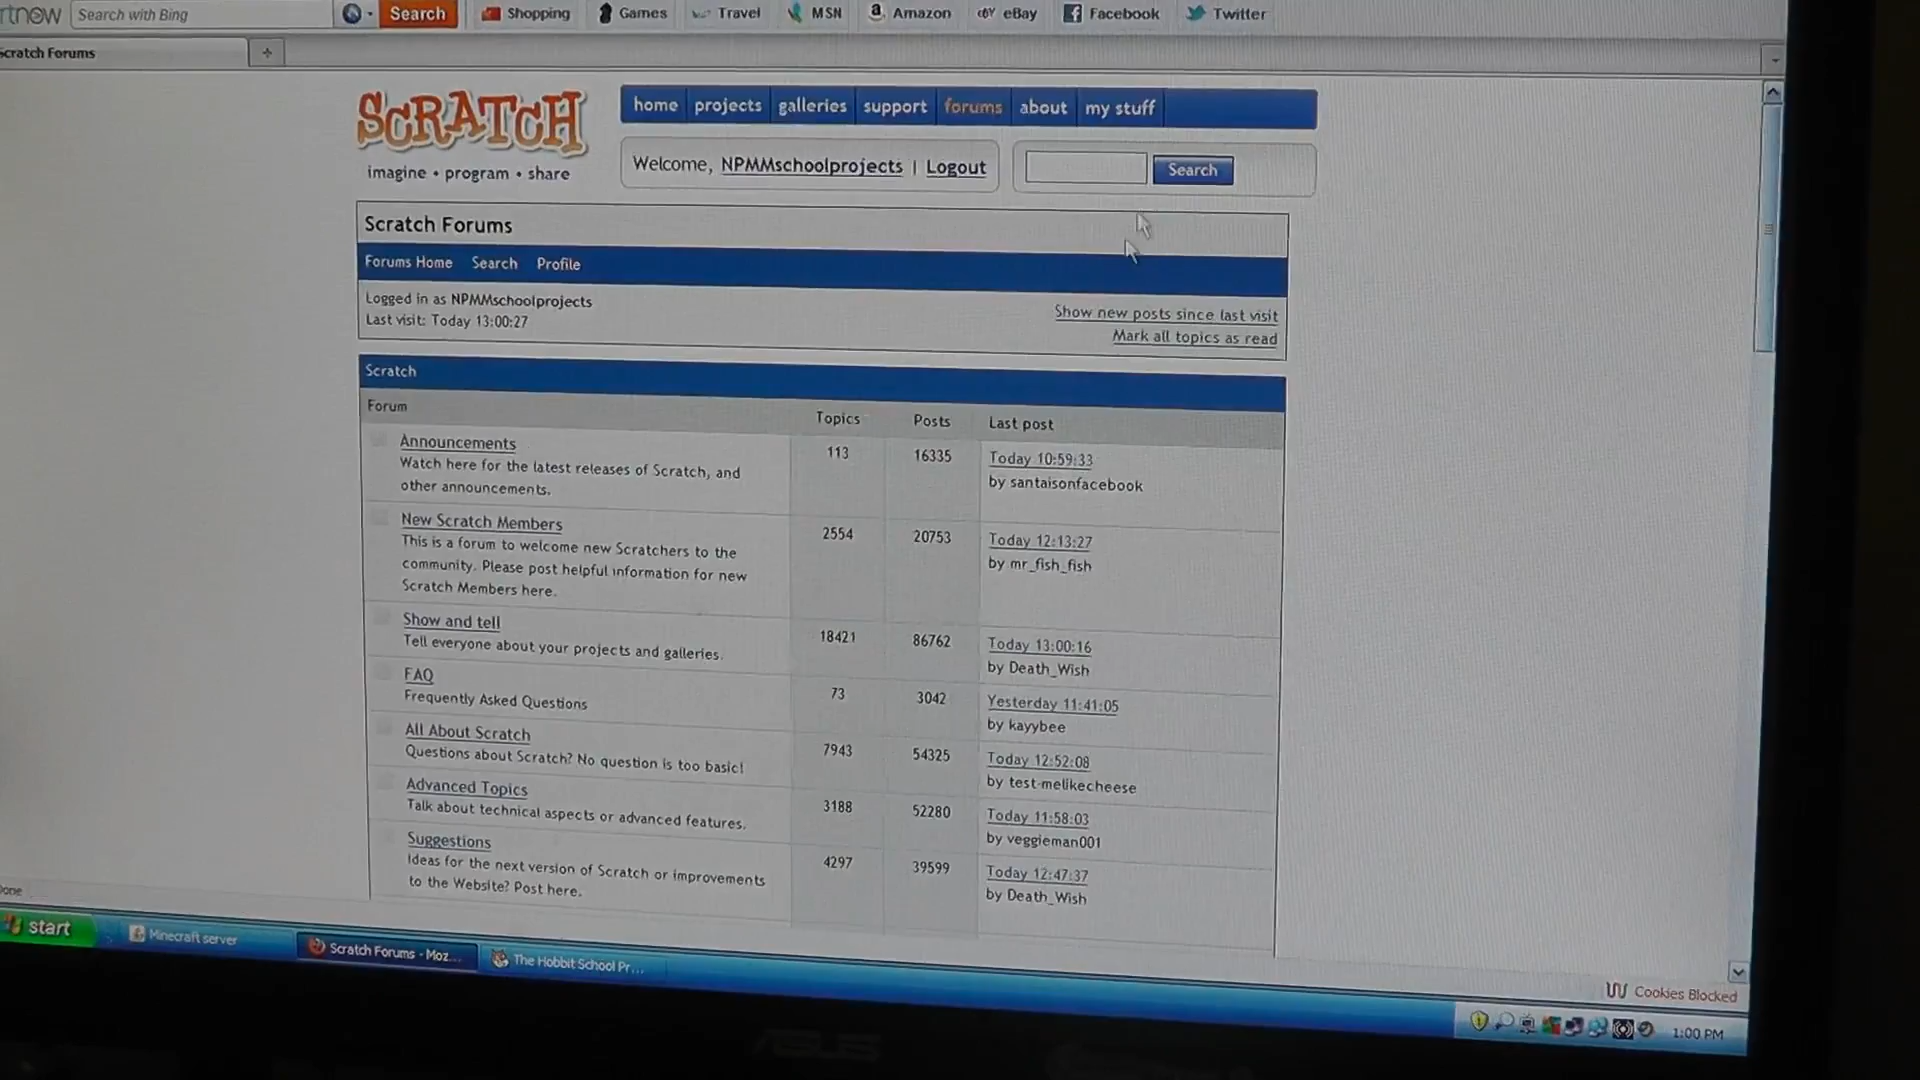 rtnow Search with Bing Search Shopping Games Travel MSN Amazon eBay Facebook Twitter
Scratch Forums +
SCRATCH
imagine • program • share
home projects galleries support forums about my stuff
Welcome, NPMMschoolprojects | Logout Search
Scratch Forums
Forums Home Search Profile
Logged in as NPMMschoolprojects
Last visit: Today 13:00:27
Show new posts since last visit
Mark all topics as read
Scratch
Forum Topics Posts Last post
Announcements 113 16335 Today 10:59:33
Watch here for the latest releases of Scratch, and by santaisonfacebook
other announcements.
New Scratch Members 2554 20753 Today 12:13:27
This is a forum to welcome new Scratchers to the by mr_fish_fish
community. Please post helpful information for new
Scratch Members here.
Show and tell 18421 86762 Today 13:00:16
Tell everyone about your projects and galleries. by Death_Wish
FAQ 73 3042 Yesterday 11:41:05
Frequently Asked Questions by kayybee
All About Scratch 7943 54325 Today 12:52:08
Questions about Scratch? No question is too basic! by test-melikecheese
Advanced Topics 3188 52280 Today 11:58:03
Talk about technical aspects or advanced features. by veggieman001
Suggestions 4297 39599 Today 12:47:37
Ideas for the next version of Scratch or improvements by Death_Wish
to the Website? Post here.
Done
Cookies Blocked
start Minecraft server Scratch Forums - Moz... The Hobbit School Pr...
1:00 PM
ASUS